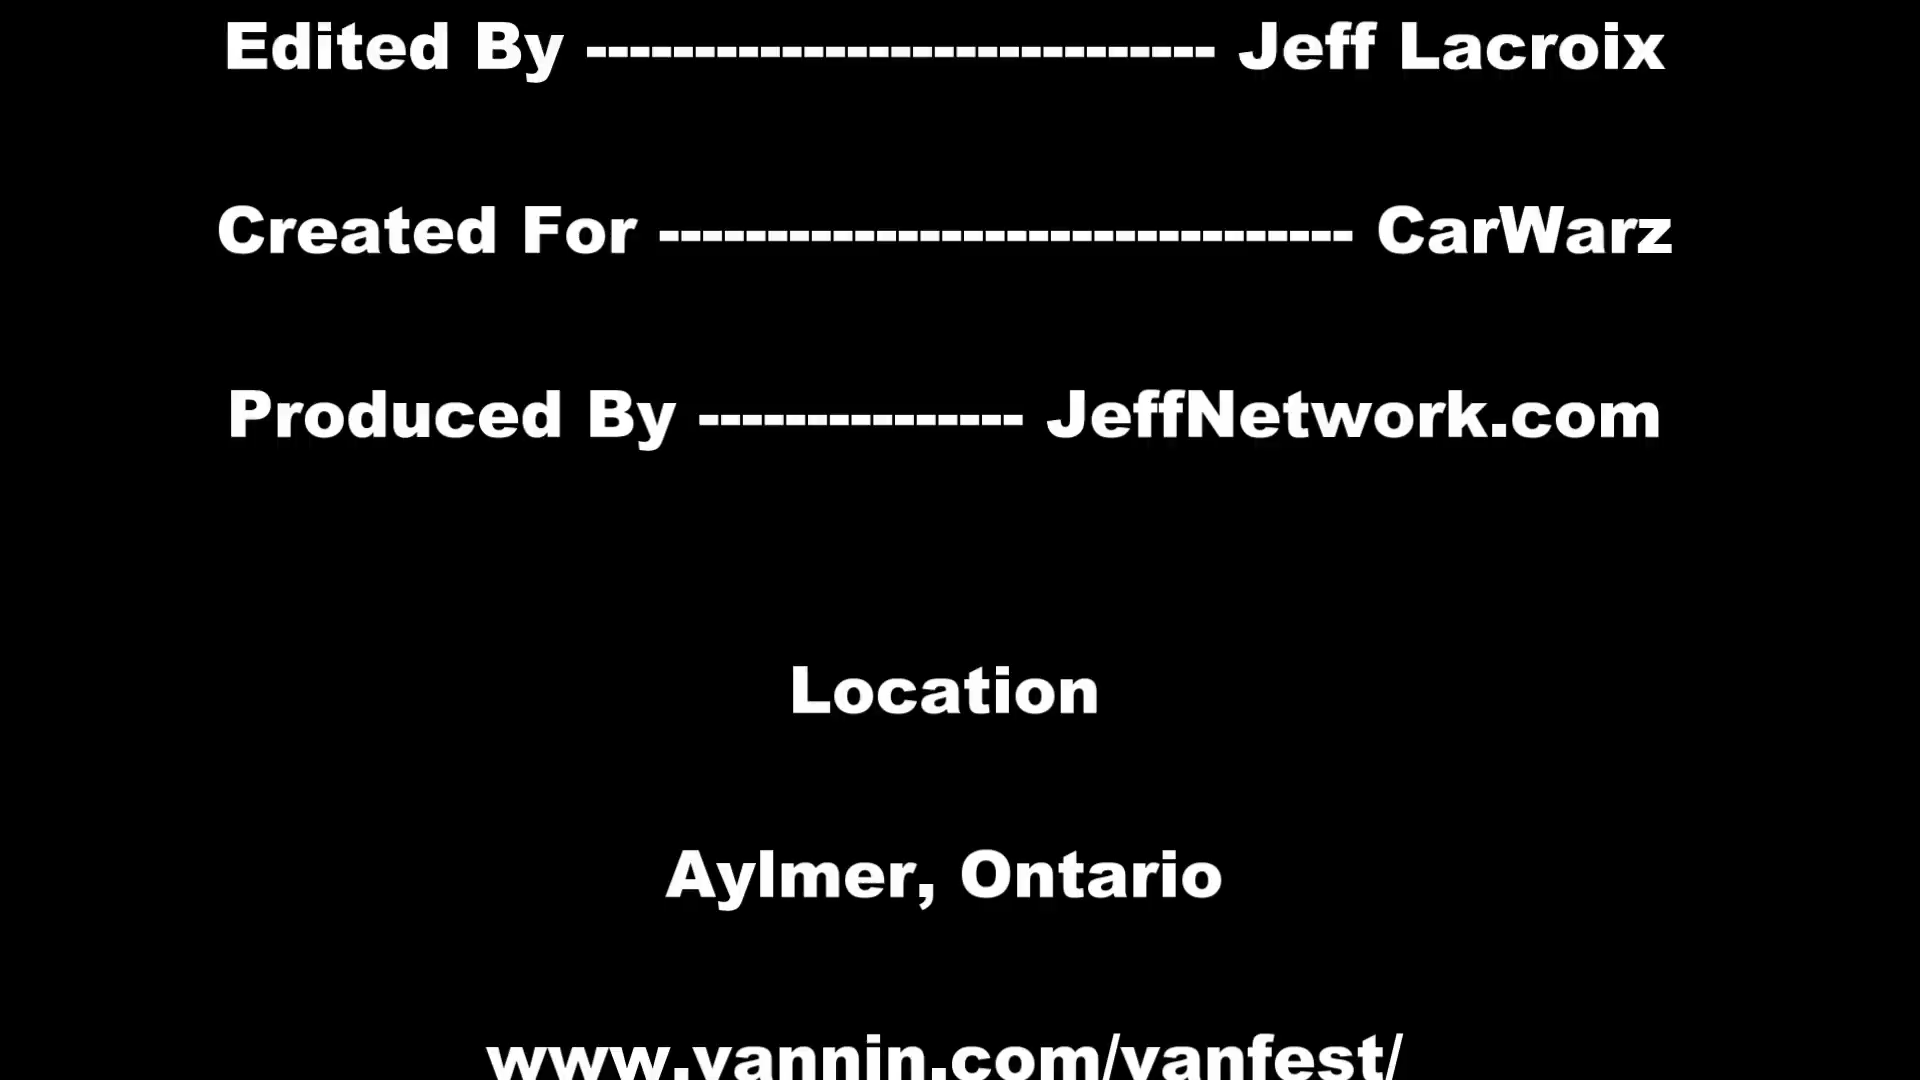 Edited By ----------------------------- Jeff Lacroix
Created For -------------------------------- CarWarz
Produced By --------------- JeffNetwork.com
Location
Aylmer, Ontario
www.vannin.com/vanfest/